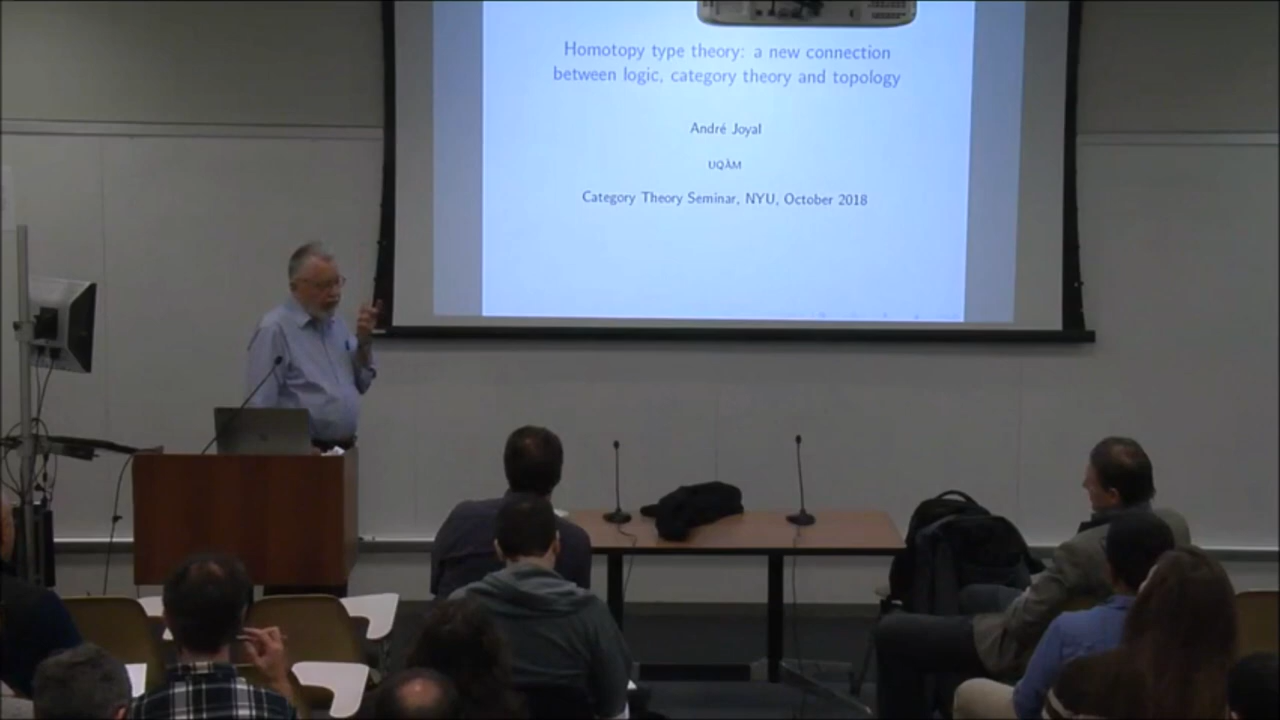 Homotopy type theory: a new connection
between logic, category theory and topology
André Joyal
UQÀM
Category Theory Seminar, NYU, October 2018